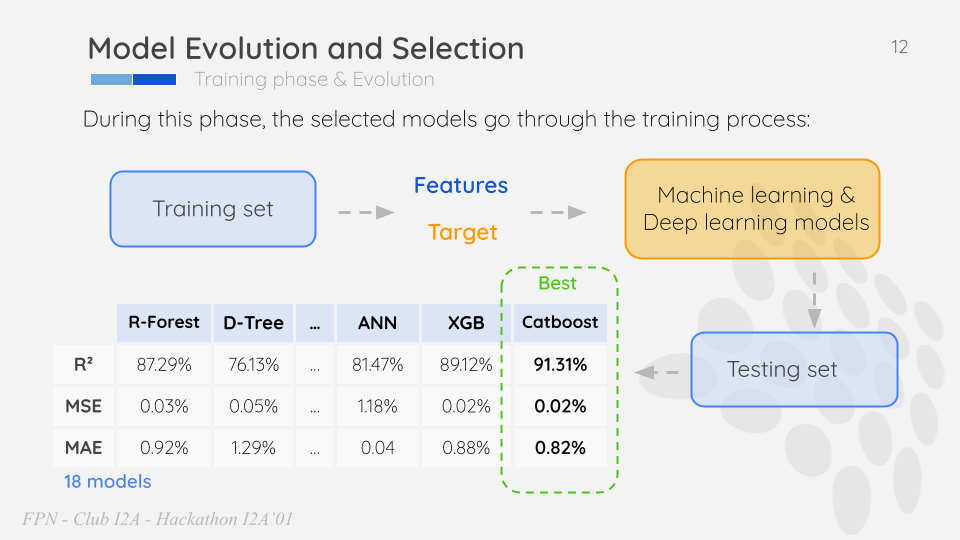 Model Evolution and Selection
12
Training phase & Evolution
During this phase, the selected models go through the training process:
Training set
Features
Target
Machine learning &
Deep learning models
Best
R-Forest D-Tree ... ANN XGB Catboost
R² 87.29% 76.13% ... 81.47% 89.12% 91.31%
MSE 0.03% 0.05% ... 1.18% 0.02% 0.02%
MAE 0.92% 1.29% ... 0.04 0.88% 0.82%
Testing set
18 models
FPN - Club I2A - Hackathon I2A’01